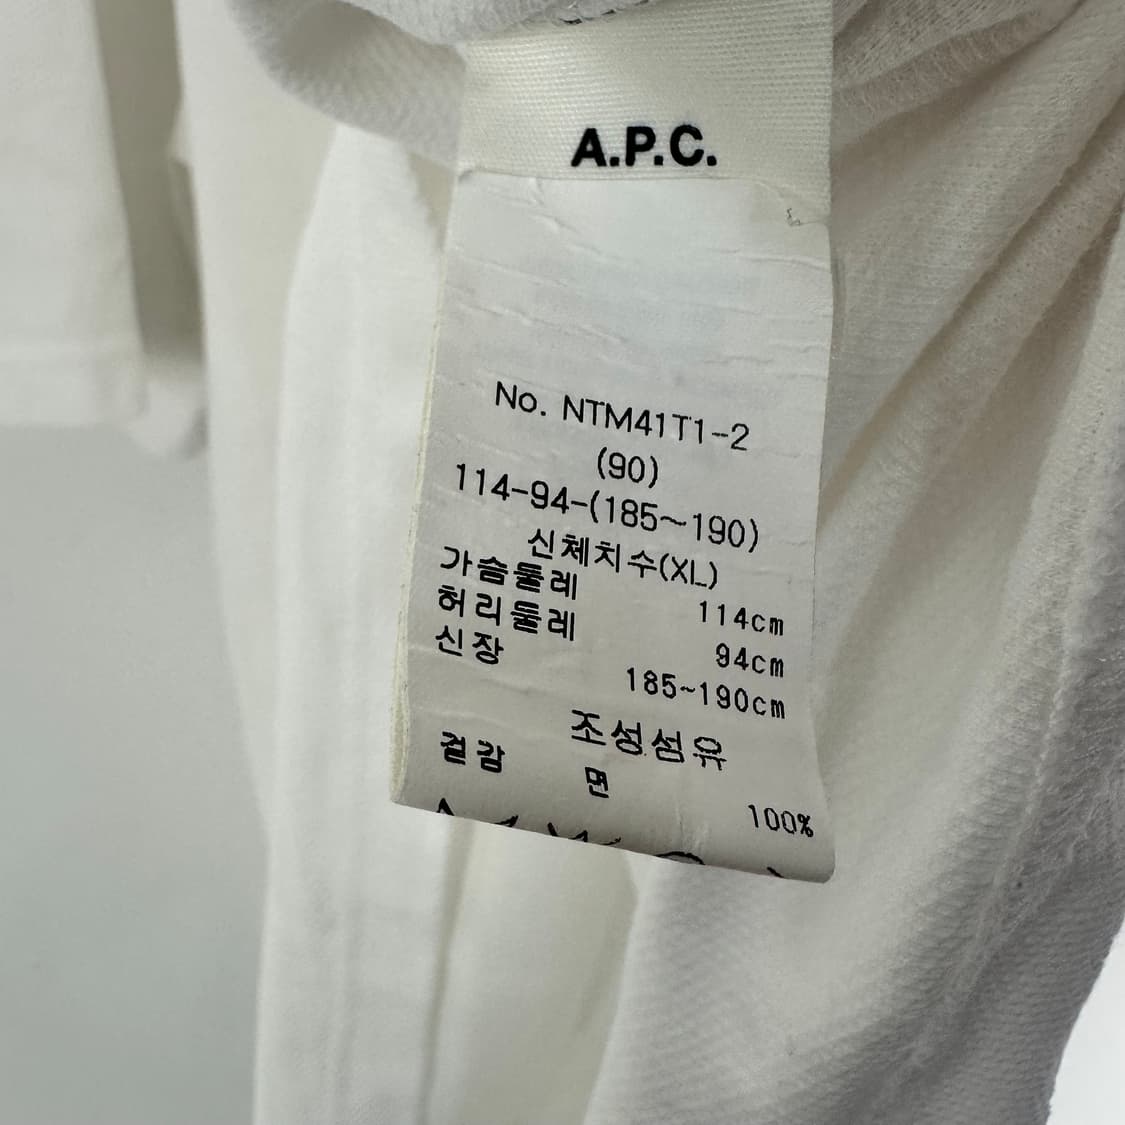 A.P.C.
No. NTM41T1-2
(90)
114-94-(185~190)
신체치수(XL)
가슴둘레 114cm
허리둘레 94cm
신장 185~190cm
조성섬유
겉감 면 100%